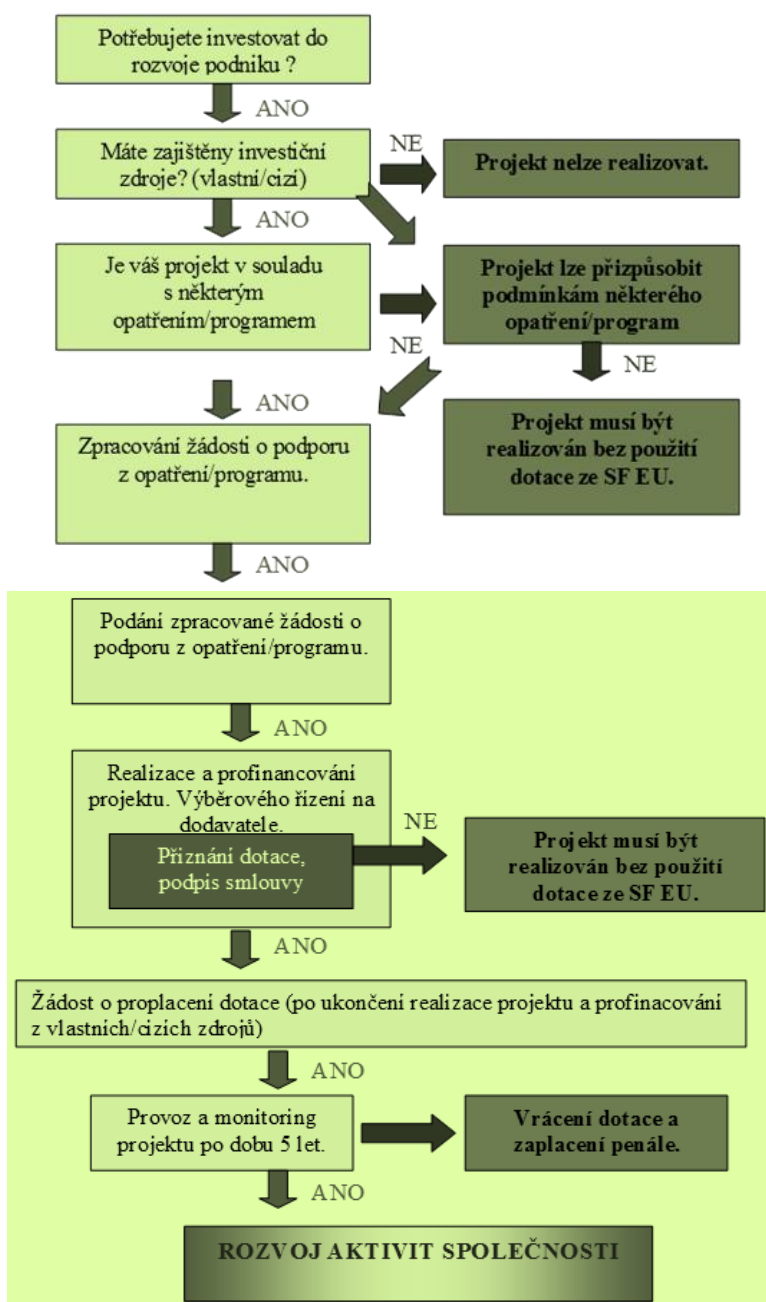 Potřebujete investovat do
rozvoje podniku ?
ANO
Máte zajištěny investiční
zdroje? (vlastní/cizí)
NE
Projekt nelze realizovat.
ANO
Je váš projekt v souladu
s některým
opatřením/programem
Projekt lze přizpůsobit
podmínkám některého
opatření/program
NE
NE
ANO
Zpracování žádosti o podporu
z opatření/programu.
Projekt musí být
realizován bez použití
dotace ze SF EU.
ANO
Podání zpracované žádosti o
podporu z opatření/programu.
ANO
Realizace a profinancování
projektu. Výběrového řízení na
dodavatele.
Přiznání dotace,
podpis smlouvy
NE
Projekt musí být
realizován bez použití
dotace ze SF EU.
ANO
Žádost o proplacení dotace (po ukončení realizace projektu a profinacování
z vlastních/cizích zdrojů)
ANO
Provoz a monitoring
projektu po dobu 5 let.
Vrácení dotace a
zaplacení penále.
ANO
ROZVOJ AKTIVIT SPOLEČNOSTI